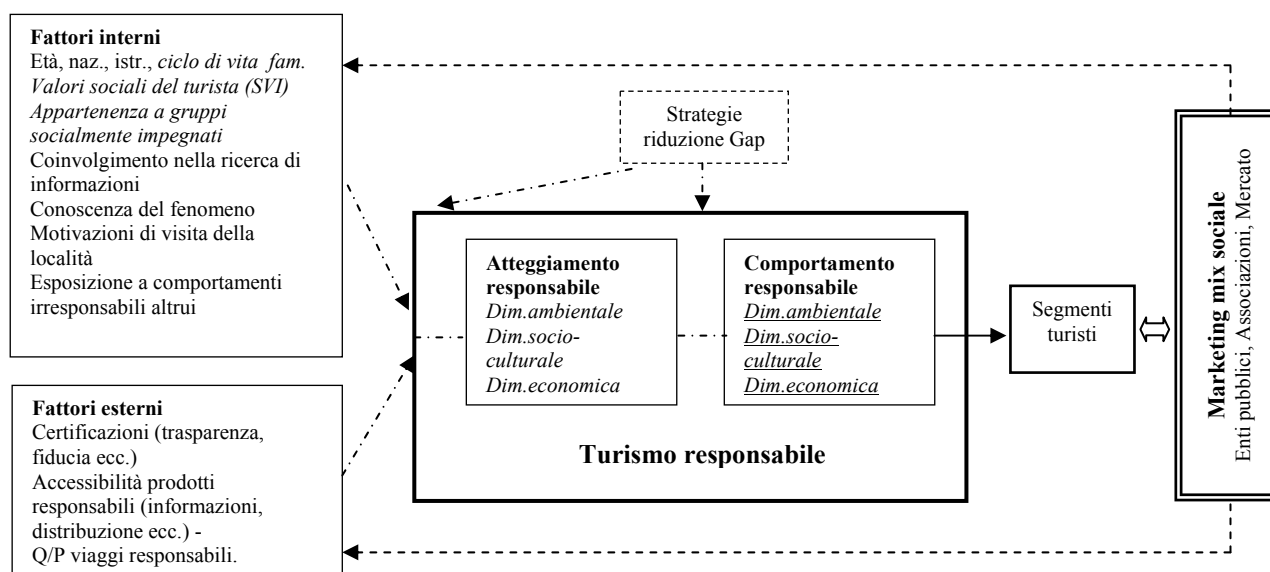 Fattori interni
Età, naz., istr., ciclo di vita fam.
Valori sociali del turista (SVI)
Appartenenza a gruppi
socialmente impegnati
Coinvolgimento nella ricerca di
informazioni
Conoscenza del fenomeno
Motivazioni di visita della
località
Esposizione a comportamenti
irresponsabili altrui
Fattori esterni
Certificazioni (trasparenza,
fiducia ecc.)
Accessibilità prodotti
responsabili (informazioni,
distribuzione ecc.) -
Q/P viaggi responsabili.
Strategie
riduzione Gap
Atteggiamento
responsabile
Dim.ambientale
Dim.socio-
culturale
Dim.economica
Comportamento
responsabile
Dim.ambientale
Dim.socio-
culturale
Dim.economica
Turismo responsabile
Segmenti
turisti
Marketing mix sociale
Enti pubblici, Associazioni, Mercato